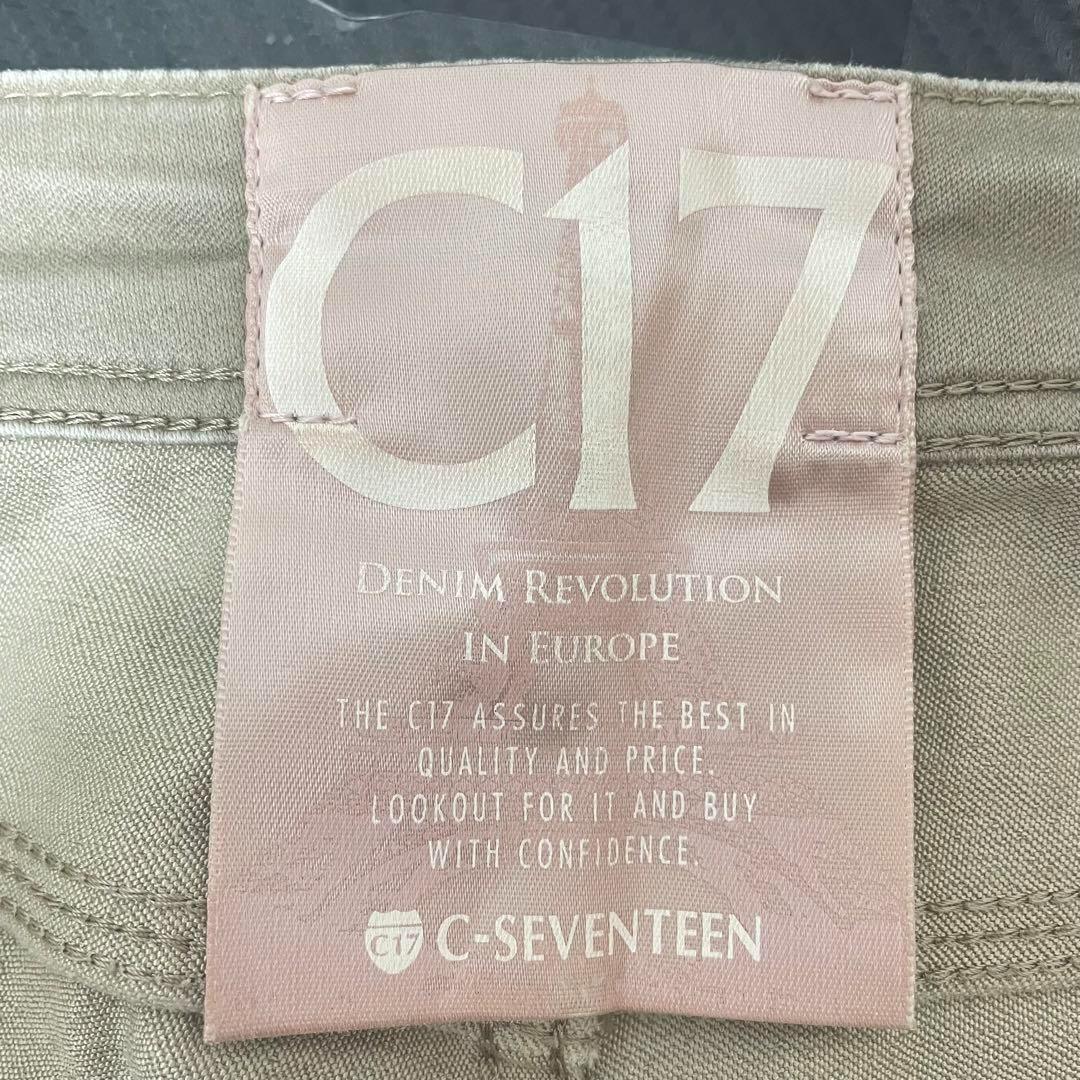 C17
DENIM REVOLUTION
IN EUROPE
THE C17 ASSURES THE BEST IN
QUALITY AND PRICE.
LOOKOUT FOR IT AND BUY
WITH CONFIDENCE.
C17 C-SEVENTEEN